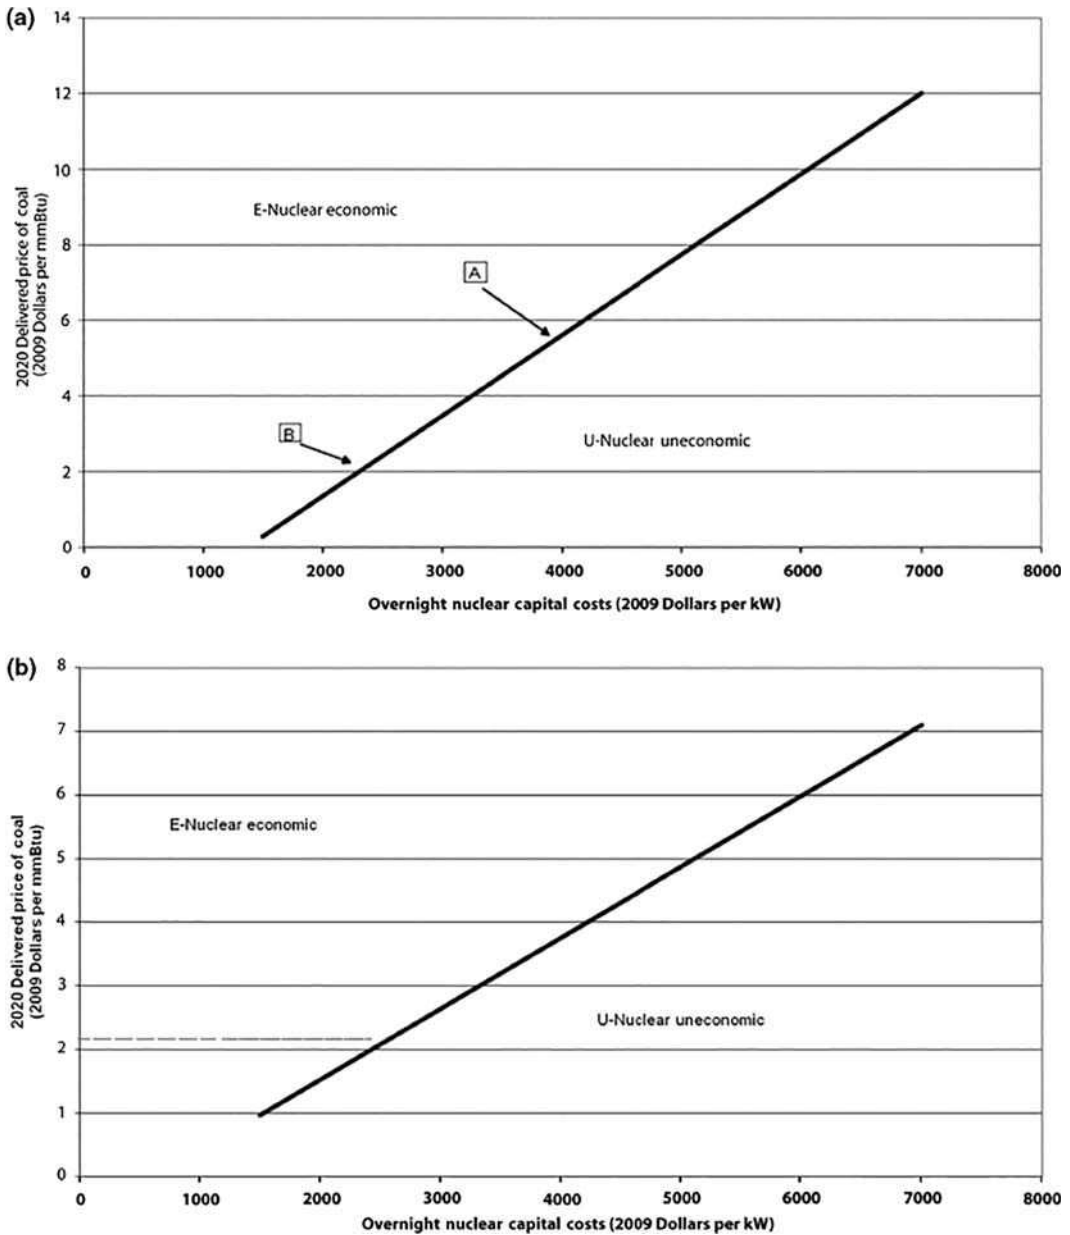 (a)
14
12
10
8
6
4
2
0
2020 Delivered price of coal
(2009 Dollars per mmBtu)
E-Nuclear economic
A
B
U-Nuclear uneconomic
0 1000 2000 3000 4000 5000 6000 7000 8000
Overnight nuclear capital costs (2009 Dollars per kW)
(b)
8
7
6
5
4
3
2
1
0
2020 Delivered price of coal
(2009 Dollars per mmBtu)
E-Nuclear economic
U-Nuclear uneconomic
0 1000 2000 3000 4000 5000 6000 7000 8000
Overnight nuclear capital costs (2009 Dollars per kW)